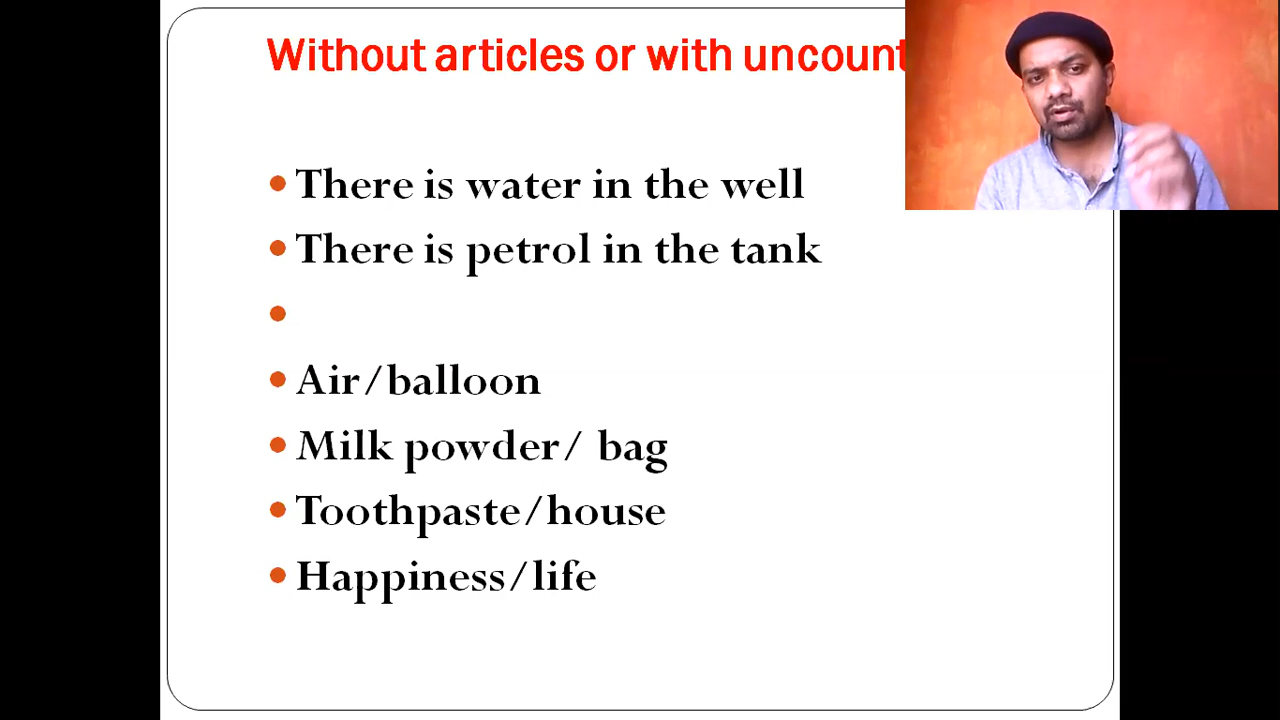 Without articles or with uncount
There is water in the well
There is petrol in the tank
Air/balloon
Milk powder/ bag
Toothpaste/house
Happiness/life